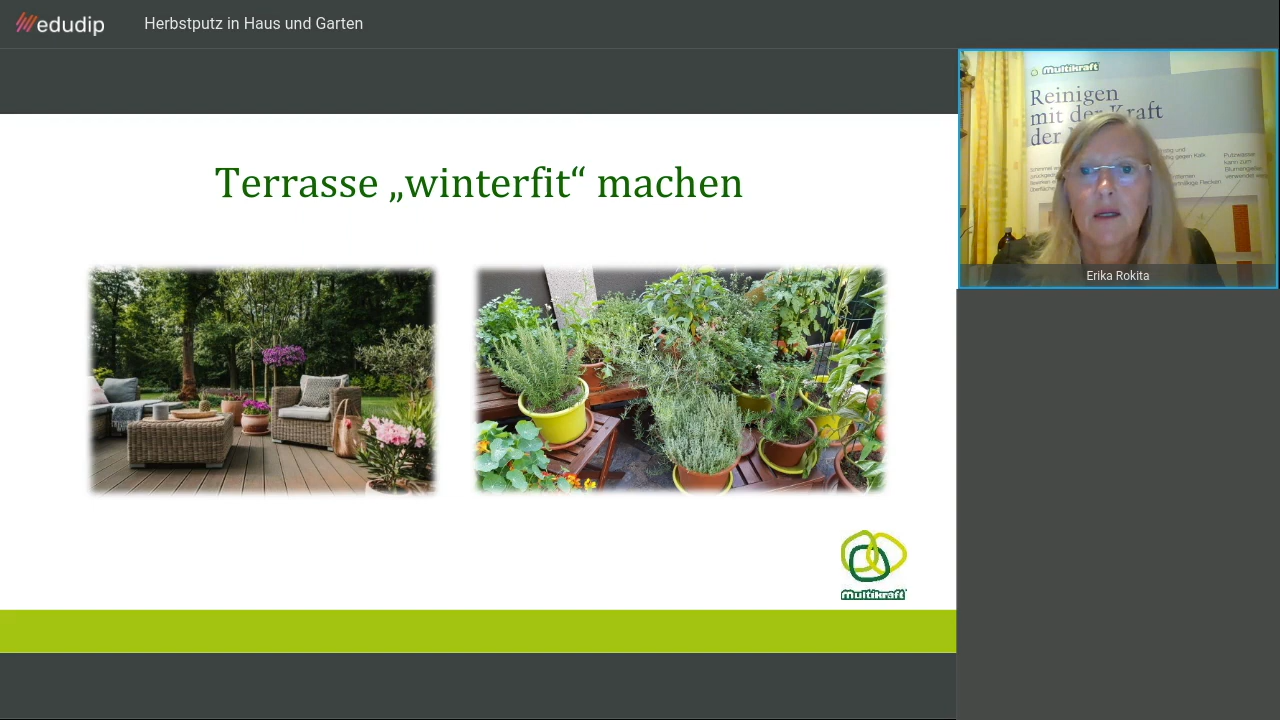 edudip
Herbstputz in Haus und Garten
Terrasse „winterfit“ machen
multikraft
multikraft
Reinigen
mit der Kraft
der
Erika Rokita